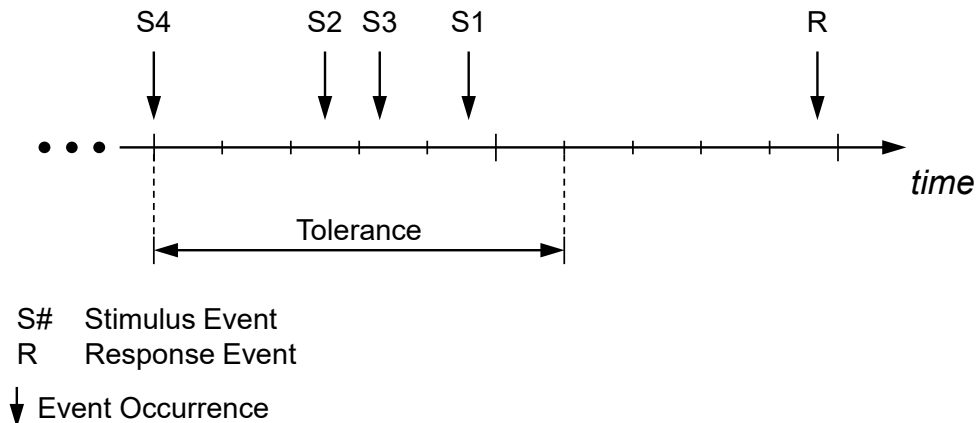 S4 S2 S3 S1 R
time
Tolerance
S# Stimulus Event
R Response Event
Event Occurrence